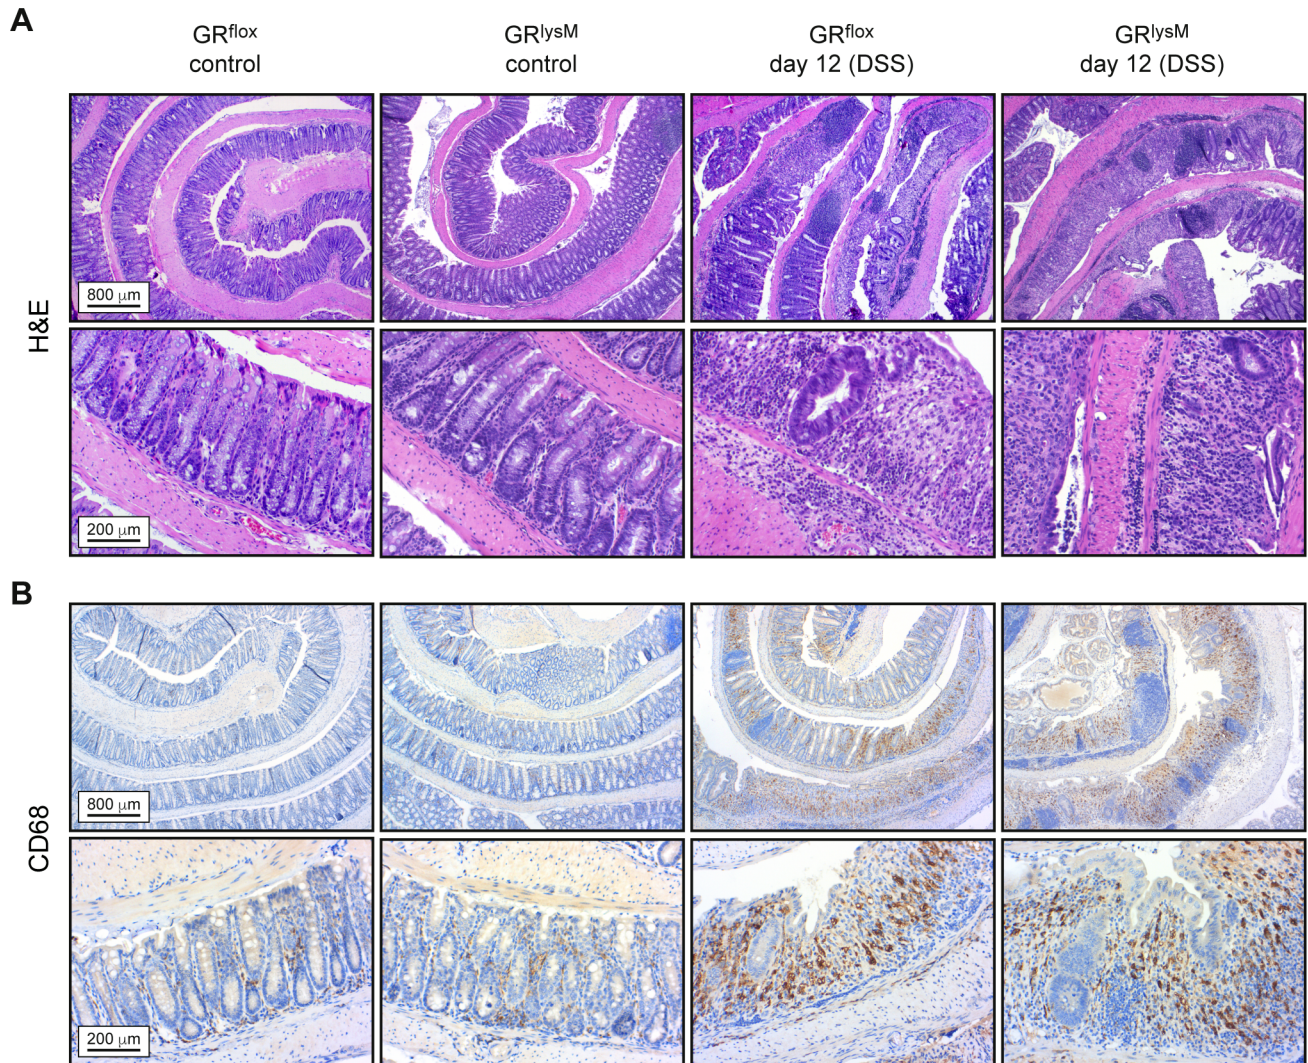 A
GRflox
control
GRlysM
control
GRflox
day 12 (DSS)
GRlysM
day 12 (DSS)
H&E
800 µm
200 µm
B
CD68
800 µm
200 µm